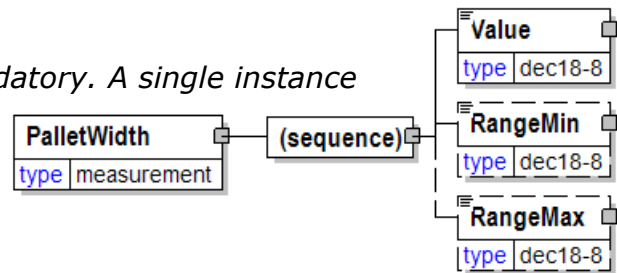 Value
type dec18-8
datory. A single instance
RangeMin
PalletWidth
(sequence)
type dec18-8
type measurement
RangeMax
type dec18-8